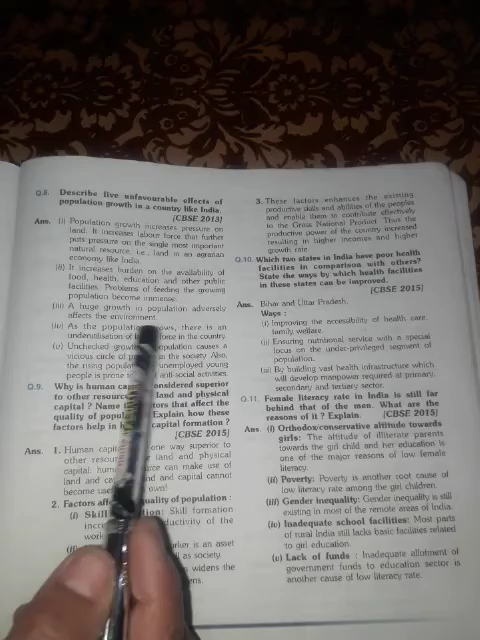 Q.8. Describe five unfavourable effects of
population growth in a country like India.
[CBSE 2013]
Ans. (i) Population growth increases pressure on
land. It increases labour force that further
puts pressure on the single most important
natural resource, i.e., land in an agrarian
economy like India.
(ii) It increases burden on the availability of
food, health, education and other public
facilities. Problems of feeding the growing
population become immense.
(iii) A huge growth in population adversely
affects the environment.
(iv) As the population there is an
underutilisation of force in the country.
(v) Unchecked population causes a
vicious circle of in the society. Also,
the rising unemployed young
people is prone anti-social activities.
Q.9. Why is human considered superior
to other land and physical
capital ? Name that affect the
quality of Explain how these
factors help in capital formation ?
[CBSE 2015]
Ans. 1. Human one way superior to
other land and physical
capital: can make use of
land and and capital cannot
become own!
2. Factors quality of population :
(i) Skill Skill formation
of the
is an asset
as society.
widens the
3. These factors enhances the existing
productive skills and abilities of the peoples
and enable them to contribute effectively
to the Gross National Product. Thus the
productive power of the country increased
resulting in higher incomes and higher
growth rate.
Q.10. Which two states in India have poor health
facilities in comparison with others?
State the ways by which health facilities
in these states can be improved.
[CBSE 2015]
Ans. Bihar and Uttar Pradesh.
Ways :
(i) Improving the accessibility of health care,
family welfare.
(ii) Ensuring nutritional service with a special
focus on the under-privileged segment of
population.
(iii) By building vast health infrastructure which
will develop manpower required at primary,
secondary and tertiary sector.
Q.11. Female literacy rate in India is still far
behind that of the men. What are the
reasons of it ? Explain. [CBSE 2015]
Ans. (i) Orthodox/conservative attitude towards
girls: The attitude of illiterate parents
towards the girl child and her education is
one of the major reasons of low female
literacy.
(ii) Poverty: Poverty is another root cause of
low literacy rate among the girl children.
(iii) Gender inequality: Gender inequality is still
existing in most of the remote areas of India.
(iv) Inadequate school facilities: Most parts
of rural India still lacks basic facilities related
to girl education.
(v) Lack of funds : Inadequate allotment of
government funds to education sector is
another cause of low literacy rate.